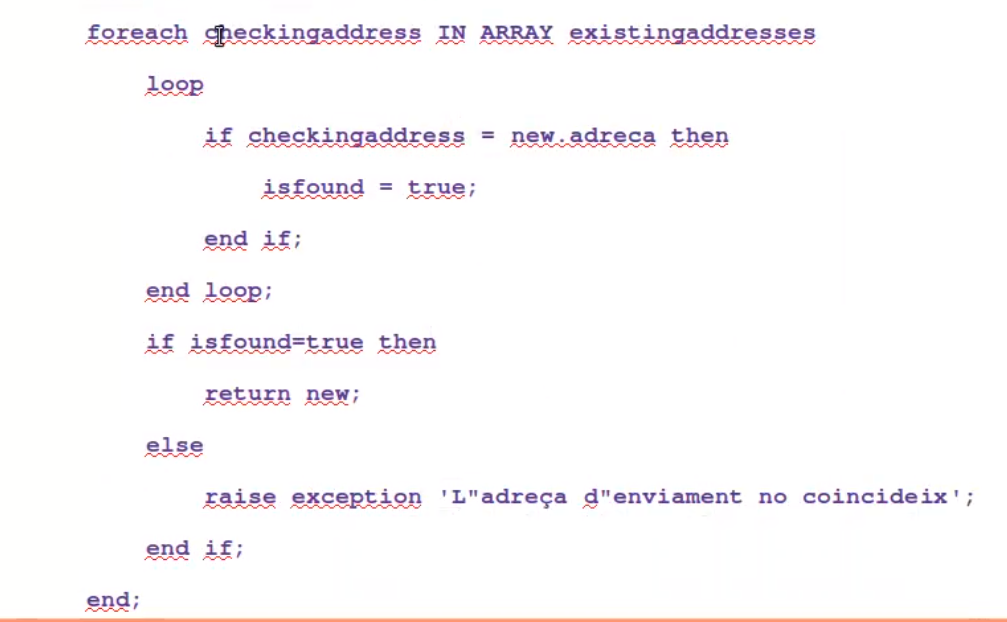 foreach checkingaddress IN ARRAY existingaddresses
loop
if checkingaddress = new.adreca then
isfound = true;
end if;
end loop;
if isfound=true then
return new;
else
raise exception 'L"adreça d"enviament no coincideix';
end if;
end;